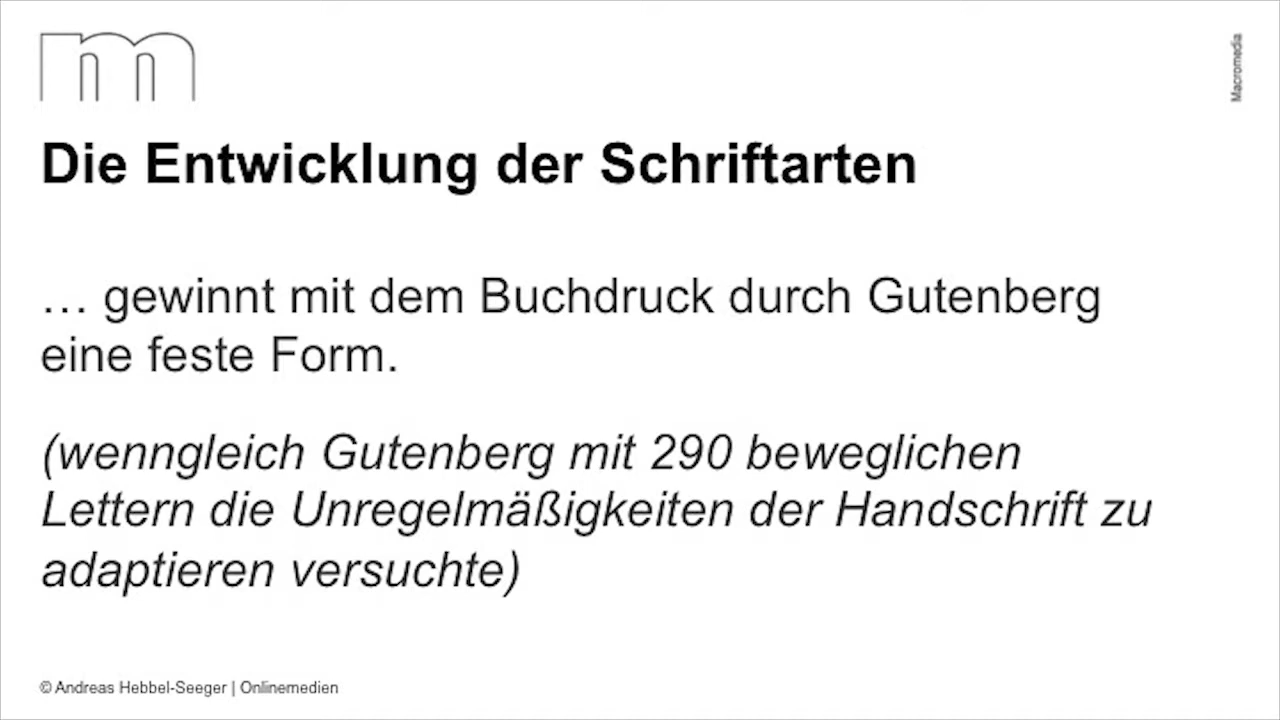 m
Macromedia
Die Entwicklung der Schriftarten
… gewinnt mit dem Buchdruck durch Gutenberg
eine feste Form.
(wenngleich Gutenberg mit 290 beweglichen
Lettern die Unregelmäßigkeiten der Handschrift zu
adaptieren versuchte)
© Andreas Hebbel-Seeger | Onlinemedien